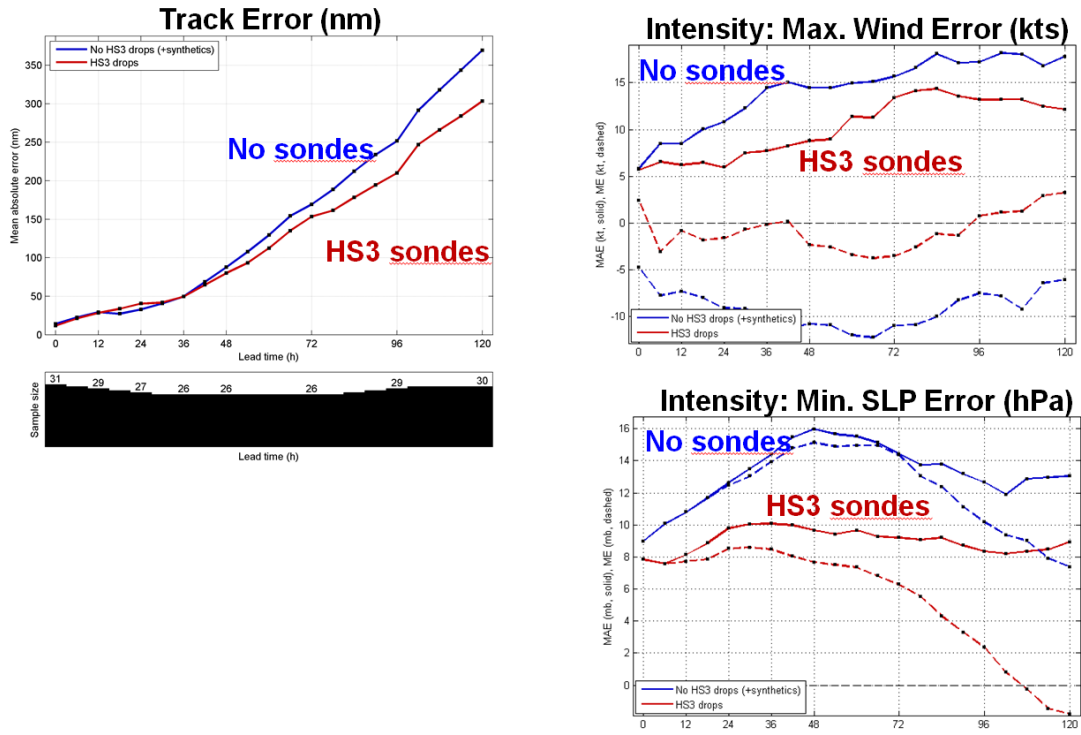 Track Error (nm)
No HS3 drops (+synthetics)
HS3 drops
350
300
250
200
150
100
50
0
Mean absolute error (nm)
No sondes
HS3 sondes
0 12 24 36 48 72 96 120
Lead time (h)
31 29 27 26 26 26 29 30
Sample size
Lead time (h)
Intensity: Max. Wind Error (kts)
No sondes
HS3 sondes
15
10
5
0
-5
-10
MAE (kt, solid), ME (kt, dashed)
No HS3 drops (+synthetics)
HS3 drops
0 12 24 36 48 72 96 120
Intensity: Min. SLP Error (hPa)
No sondes
HS3 sondes
16
14
12
10
8
6
4
2
0
MAE (mb, solid), ME (mb, dashed)
No HS3 drops (+synthetics)
HS3 drops
0 12 24 36 48 72 96 120